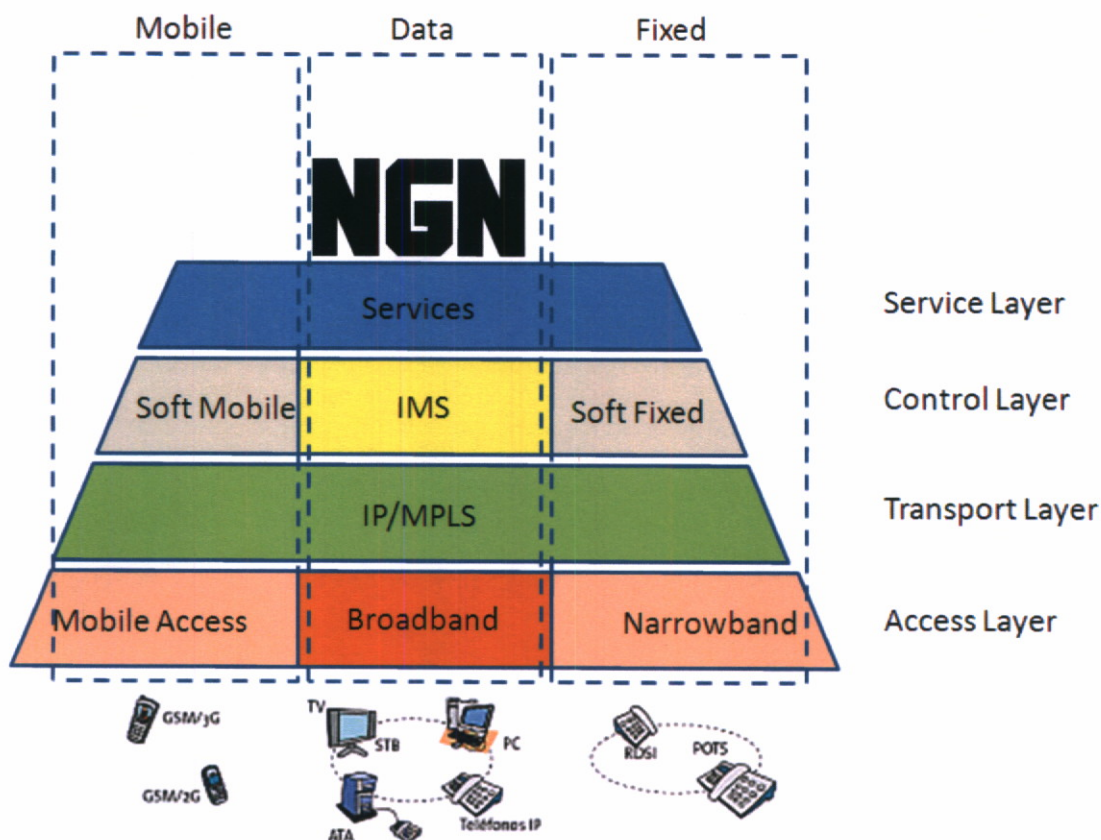 Mobile Data Fixed
NGN
Services Service Layer
Soft Mobile IMS Soft Fixed Control Layer
IP/MPLS Transport Layer
Mobile Access Broadband Narrowband Access Layer
GSM/3G TV STB PC RDSI POTS
GSM/2G ATA Teléfonos IP